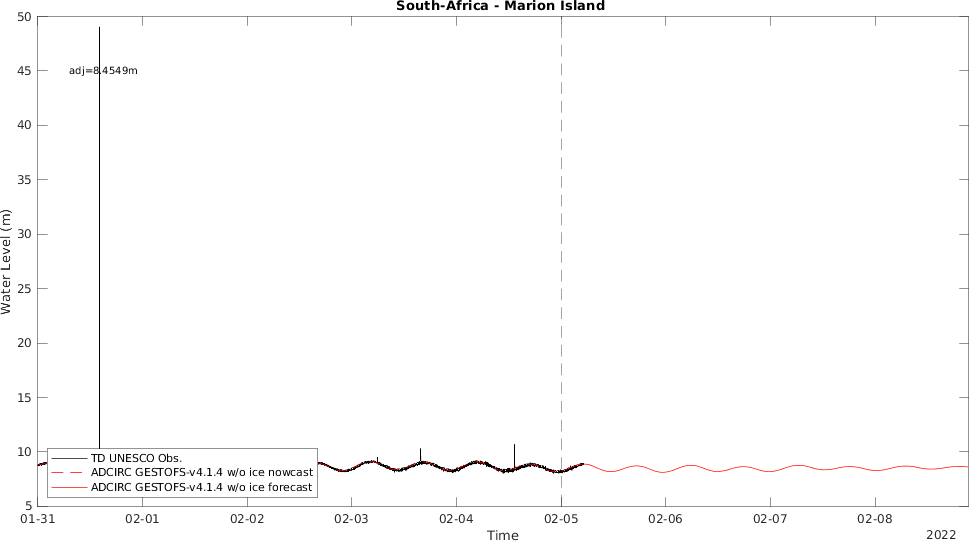 South-Africa - Marion Island
50
45
40
35
30
25
20
15
10
5
Water Level (m)
adj=8.4549m
TD UNESCO Obs.
ADCIRC GESTOFS-v4.1.4 w/o ice nowcast
ADCIRC GESTOFS-v4.1.4 w/o ice forecast
01-31 02-01 02-02 02-03 02-04 02-05 02-06 02-07 02-08
Time
2022